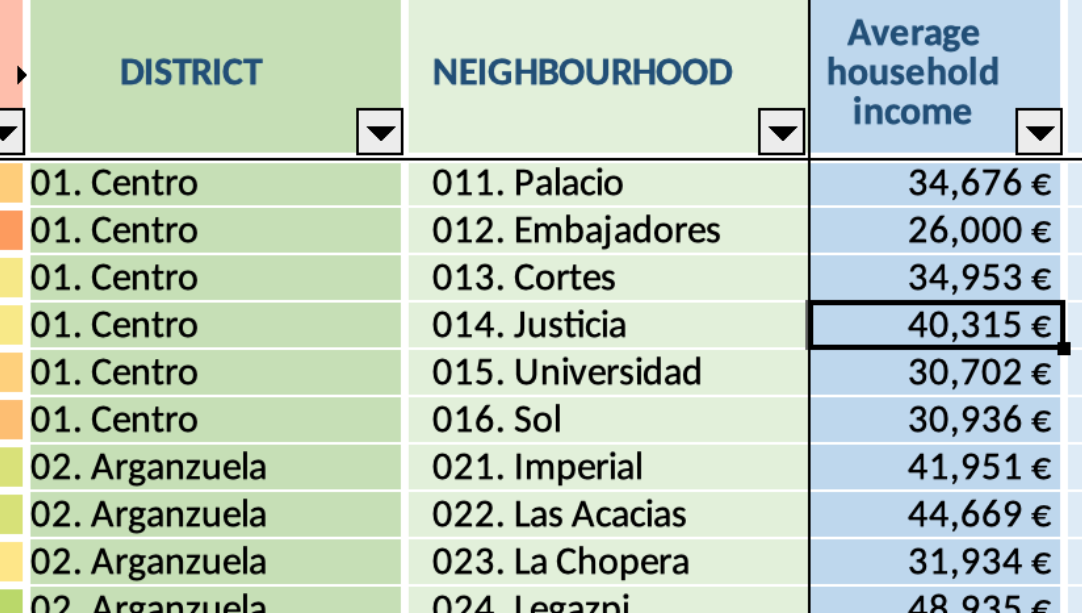 DISTRICT NEIGHBOURHOOD Average household income
01. Centro 011. Palacio 34,676 €
01. Centro 012. Embajadores 26,000 €
01. Centro 013. Cortes 34,953 €
01. Centro 014. Justicia 40,315 €
01. Centro 015. Universidad 30,702 €
01. Centro 016. Sol 30,936 €
02. Arganzuela 021. Imperial 41,951 €
02. Arganzuela 022. Las Acacias 44,669 €
02. Arganzuela 023. La Chopera 31,934 €
02. Arganzuela 024. Legazpi 48,935 €